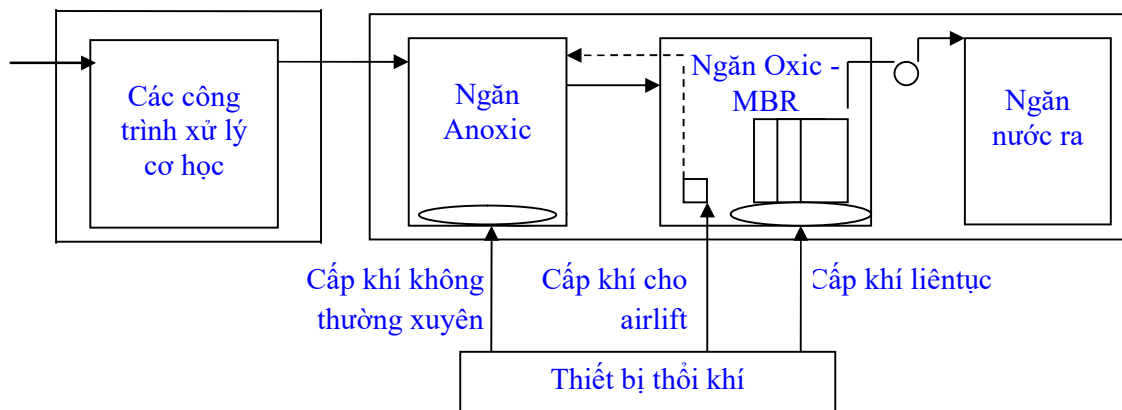 Các công
trình xử lý
cơ học
Ngăn
Anoxic
Ngăn Oxic -
MBR
Ngăn
nước ra
Cấp khí không
thường xuyên
Cấp khí cho
airlift
Cấp khí liêntục
Thiết bị thổi khí